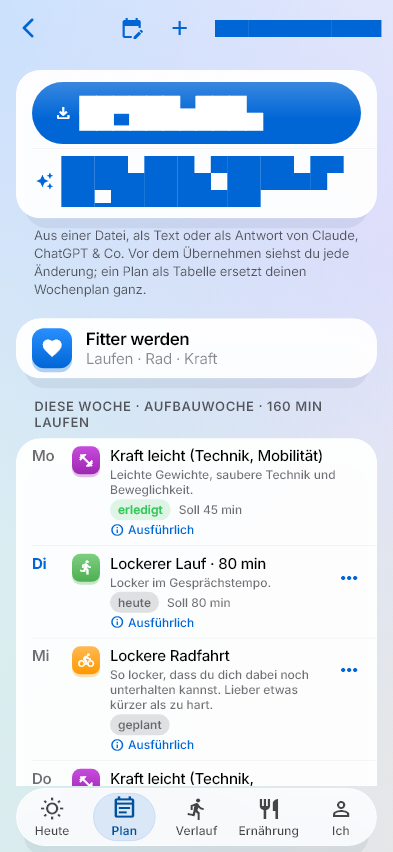 Aus einer Datei, als Text oder als Antwort von Claude,
ChatGPT & Co. Vor dem Übernehmen siehst du jede
Änderung; ein Plan als Tabelle ersetzt deinen
Wochenplan ganz.
Fitter werden
Laufen · Rad · Kraft
DIESE WOCHE · AUFBAUWOCHE · 160 MIN
LAUFEN
Mo
Kraft leicht (Technik, Mobilität)
Leichte Gewichte, saubere Technik und
Beweglichkeit.
erledigt Soll 45 min
Ausführlich
Di
Lockerer Lauf · 80 min
Locker im Gesprächstempo.
heute Soll 80 min
Ausführlich
Mi
Lockere Radfahrt
So locker, dass du dich dabei noch
unterhalten kannst. Lieber etwas
kürzer als zu hart.
geplant
Ausführlich
Do
Kraft leicht (Technik,
Heute Plan Verlauf Ernährung Ich